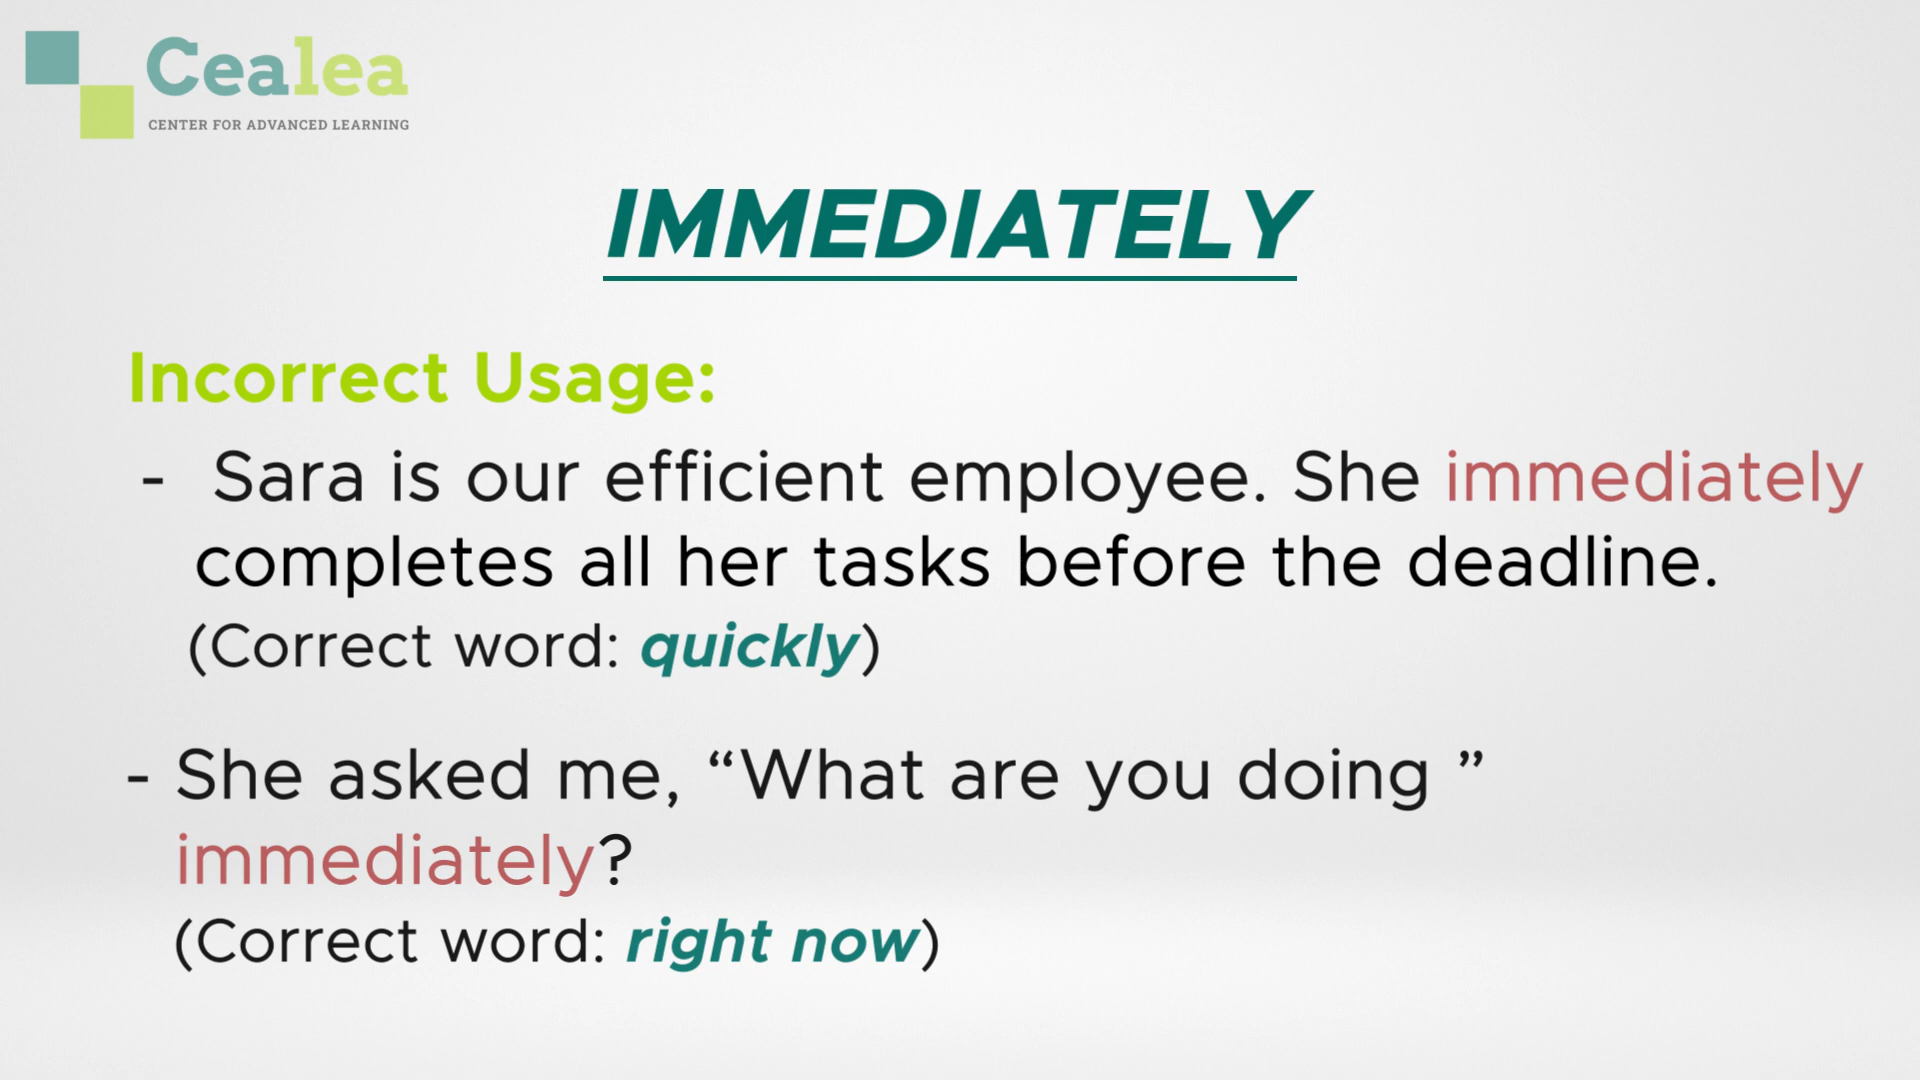 Cealea
CENTER FOR ADVANCED LEARNING
IMMEDIATELY
Incorrect Usage:
- Sara is our efficient employee. She immediately
completes all her tasks before the deadline.
(Correct word: quickly)
- She asked me, “What are you doing ”
immediately?
(Correct word: right now)